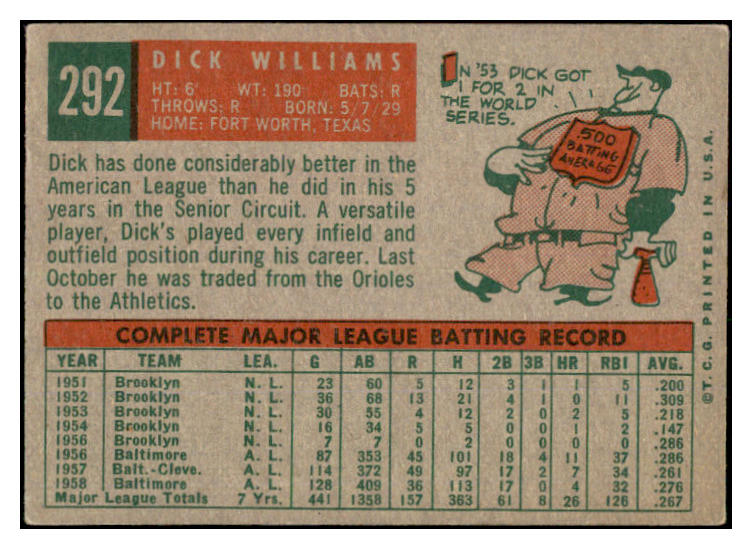 292
DICK WILLIAMS
HT: 6' WT: 190 BATS: R
THROWS: R BORN: 5/7/29
HOME: FORT WORTH, TEXAS
IN '53 DICK GOT
1 FOR 2 IN
THE WORLD
SERIES.
.500
BATTING
AVERAGE
Dick has done considerably better in the
American League than he did in his 5
years in the Senior Circuit. A versatile
player, Dick's played every infield and
outfield position during his career. Last
October he was traded from the Orioles
to the Athletics.
COMPLETE MAJOR LEAGUE BATTING RECORD
YEAR TEAM LEA. G AB R H 2B 3B HR RBI AVG.
1951 Brooklyn N. L. 23 60 5 12 3 1 1 5 .200
1952 Brooklyn N. L. 36 68 13 21 4 1 0 11 .309
1953 Brooklyn N. L. 30 55 4 12 2 0 2 5 .218
1954 Brooklyn N. L. 16 34 5 5 0 0 1 2 .147
1956 Brooklyn N. L. 7 7 0 2 0 0 0 0 .286
1956 Baltimore A. L. 87 353 45 101 18 4 11 37 .286
1957 Balt.-Cleve. A. L. 114 372 49 97 17 2 7 34 .261
1958 Baltimore A. L. 128 409 36 113 17 0 4 32 .276
Major League Totals 7 Yrs. 441 1358 157 363 61 8 26 126 .267
© T. C. G. PRINTED IN U.S.A.